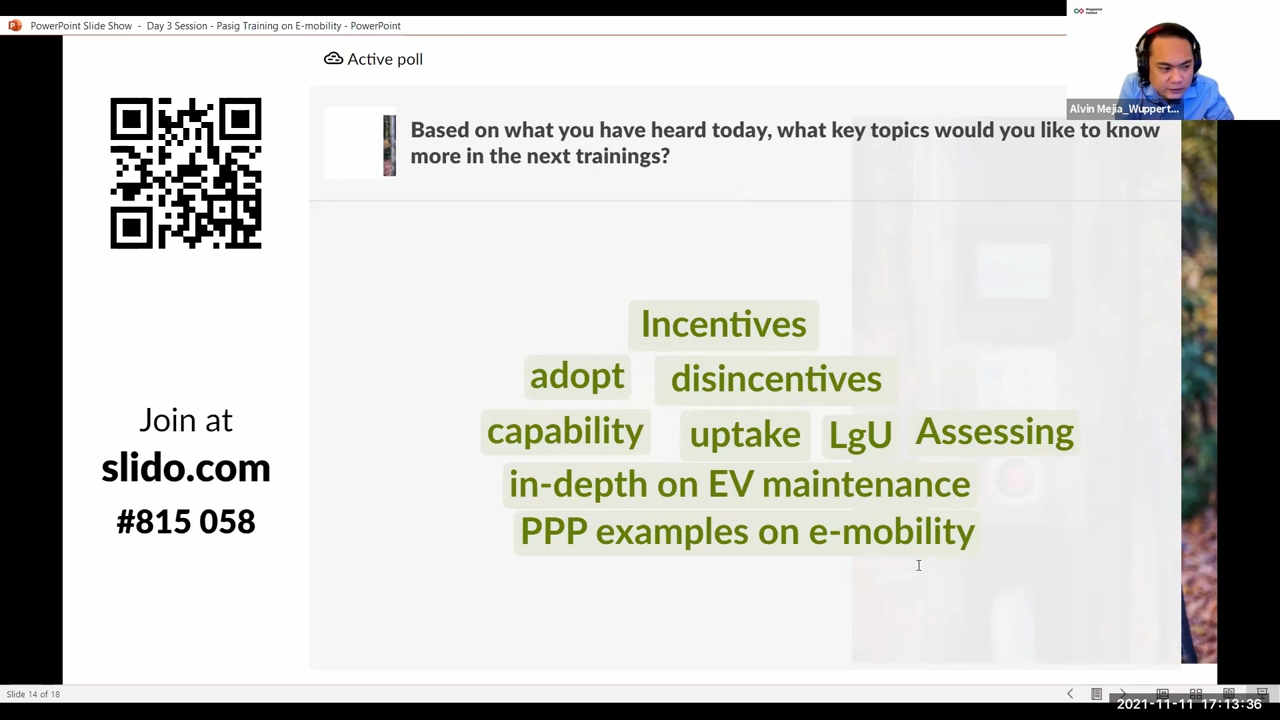 PowerPoint Slide Show - Day 3 Session - Pasig Training on E-mobility - PowerPoint
Wuppertal
Institut
Alvin Mejia_Wuppert...
Active poll
Based on what you have heard today, what key topics would you like to know
more in the next trainings?
Incentives
adopt disincentives
capability uptake LgU Assessing
in-depth on EV maintenance
PPP examples on e-mobility
Join at
slido.com
#815 058
Slide 14 of 18
2021-11-11 17:13:36